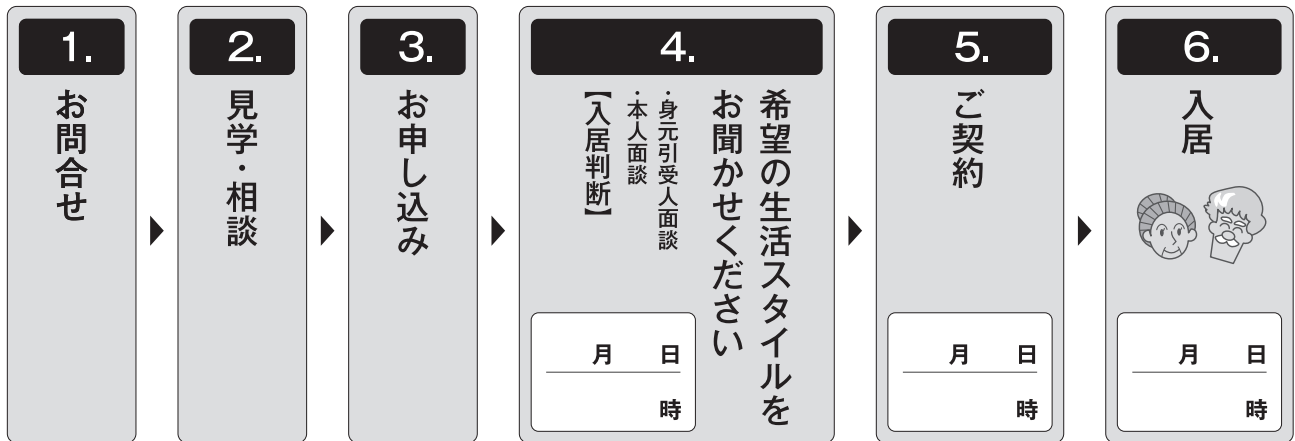 1.
お問合せ
2.
見学・相談
3.
お申し込み
4.
希望の生活スタイルを
お聞かせください
・身元引受人面談
・本人面談
【入居判断】
月 日
時
5.
ご契約
月 日
時
6.
入居
月 日
時